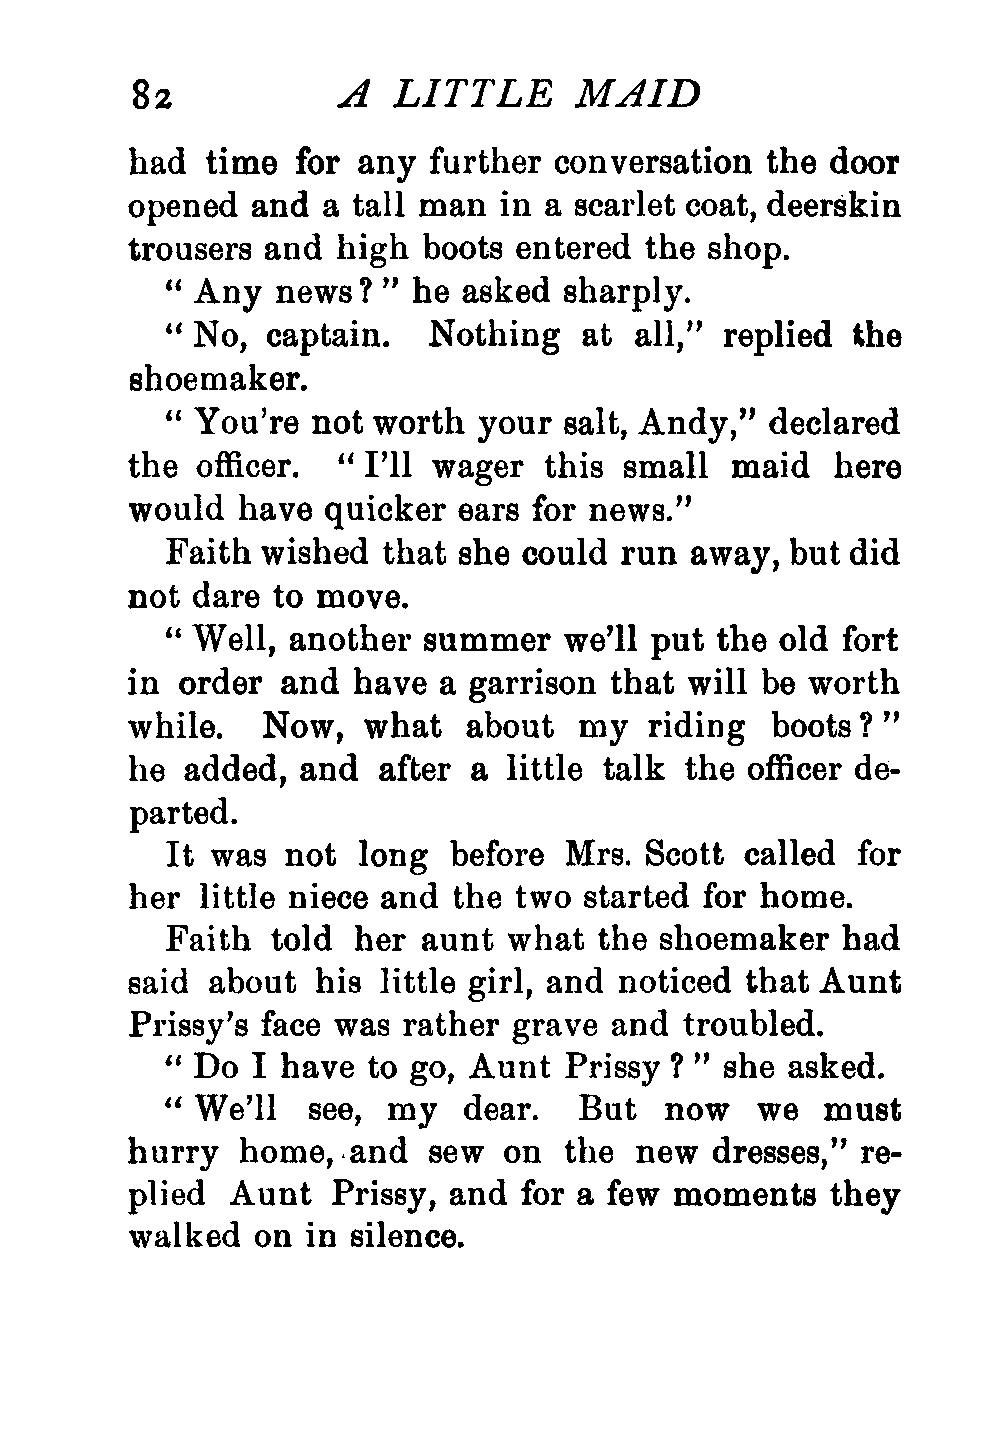 82 A LITTLE MAID
had time for any further conversation the door
opened and a tall man in a scarlet coat, deerskin
trousers and high boots entered the shop.
“ Any news ? ” he asked sharply.
“ No, captain. Nothing at all,” replied the
shoemaker.
“ You’re not worth your salt, Andy,” declared
the officer. “ I’ll wager this small maid here
would have quicker ears for news.”
Faith wished that she could run away, but did
not dare to move.
“ Well, another summer we’ll put the old fort
in order and have a garrison that will be worth
while. Now, what about my riding boots ? ”
he added, and after a little talk the officer de-
parted.
It was not long before Mrs. Scott called for
her little niece and the two started for home.
Faith told her aunt what the shoemaker had
said about his little girl, and noticed that Aunt
Prissy’s face was rather grave and troubled.
“ Do I have to go, Aunt Prissy ? ” she asked.
“ We’ll see, my dear. But now we must
hurry home, and sew on the new dresses,” re-
plied Aunt Prissy, and for a few moments they
walked on in silence.